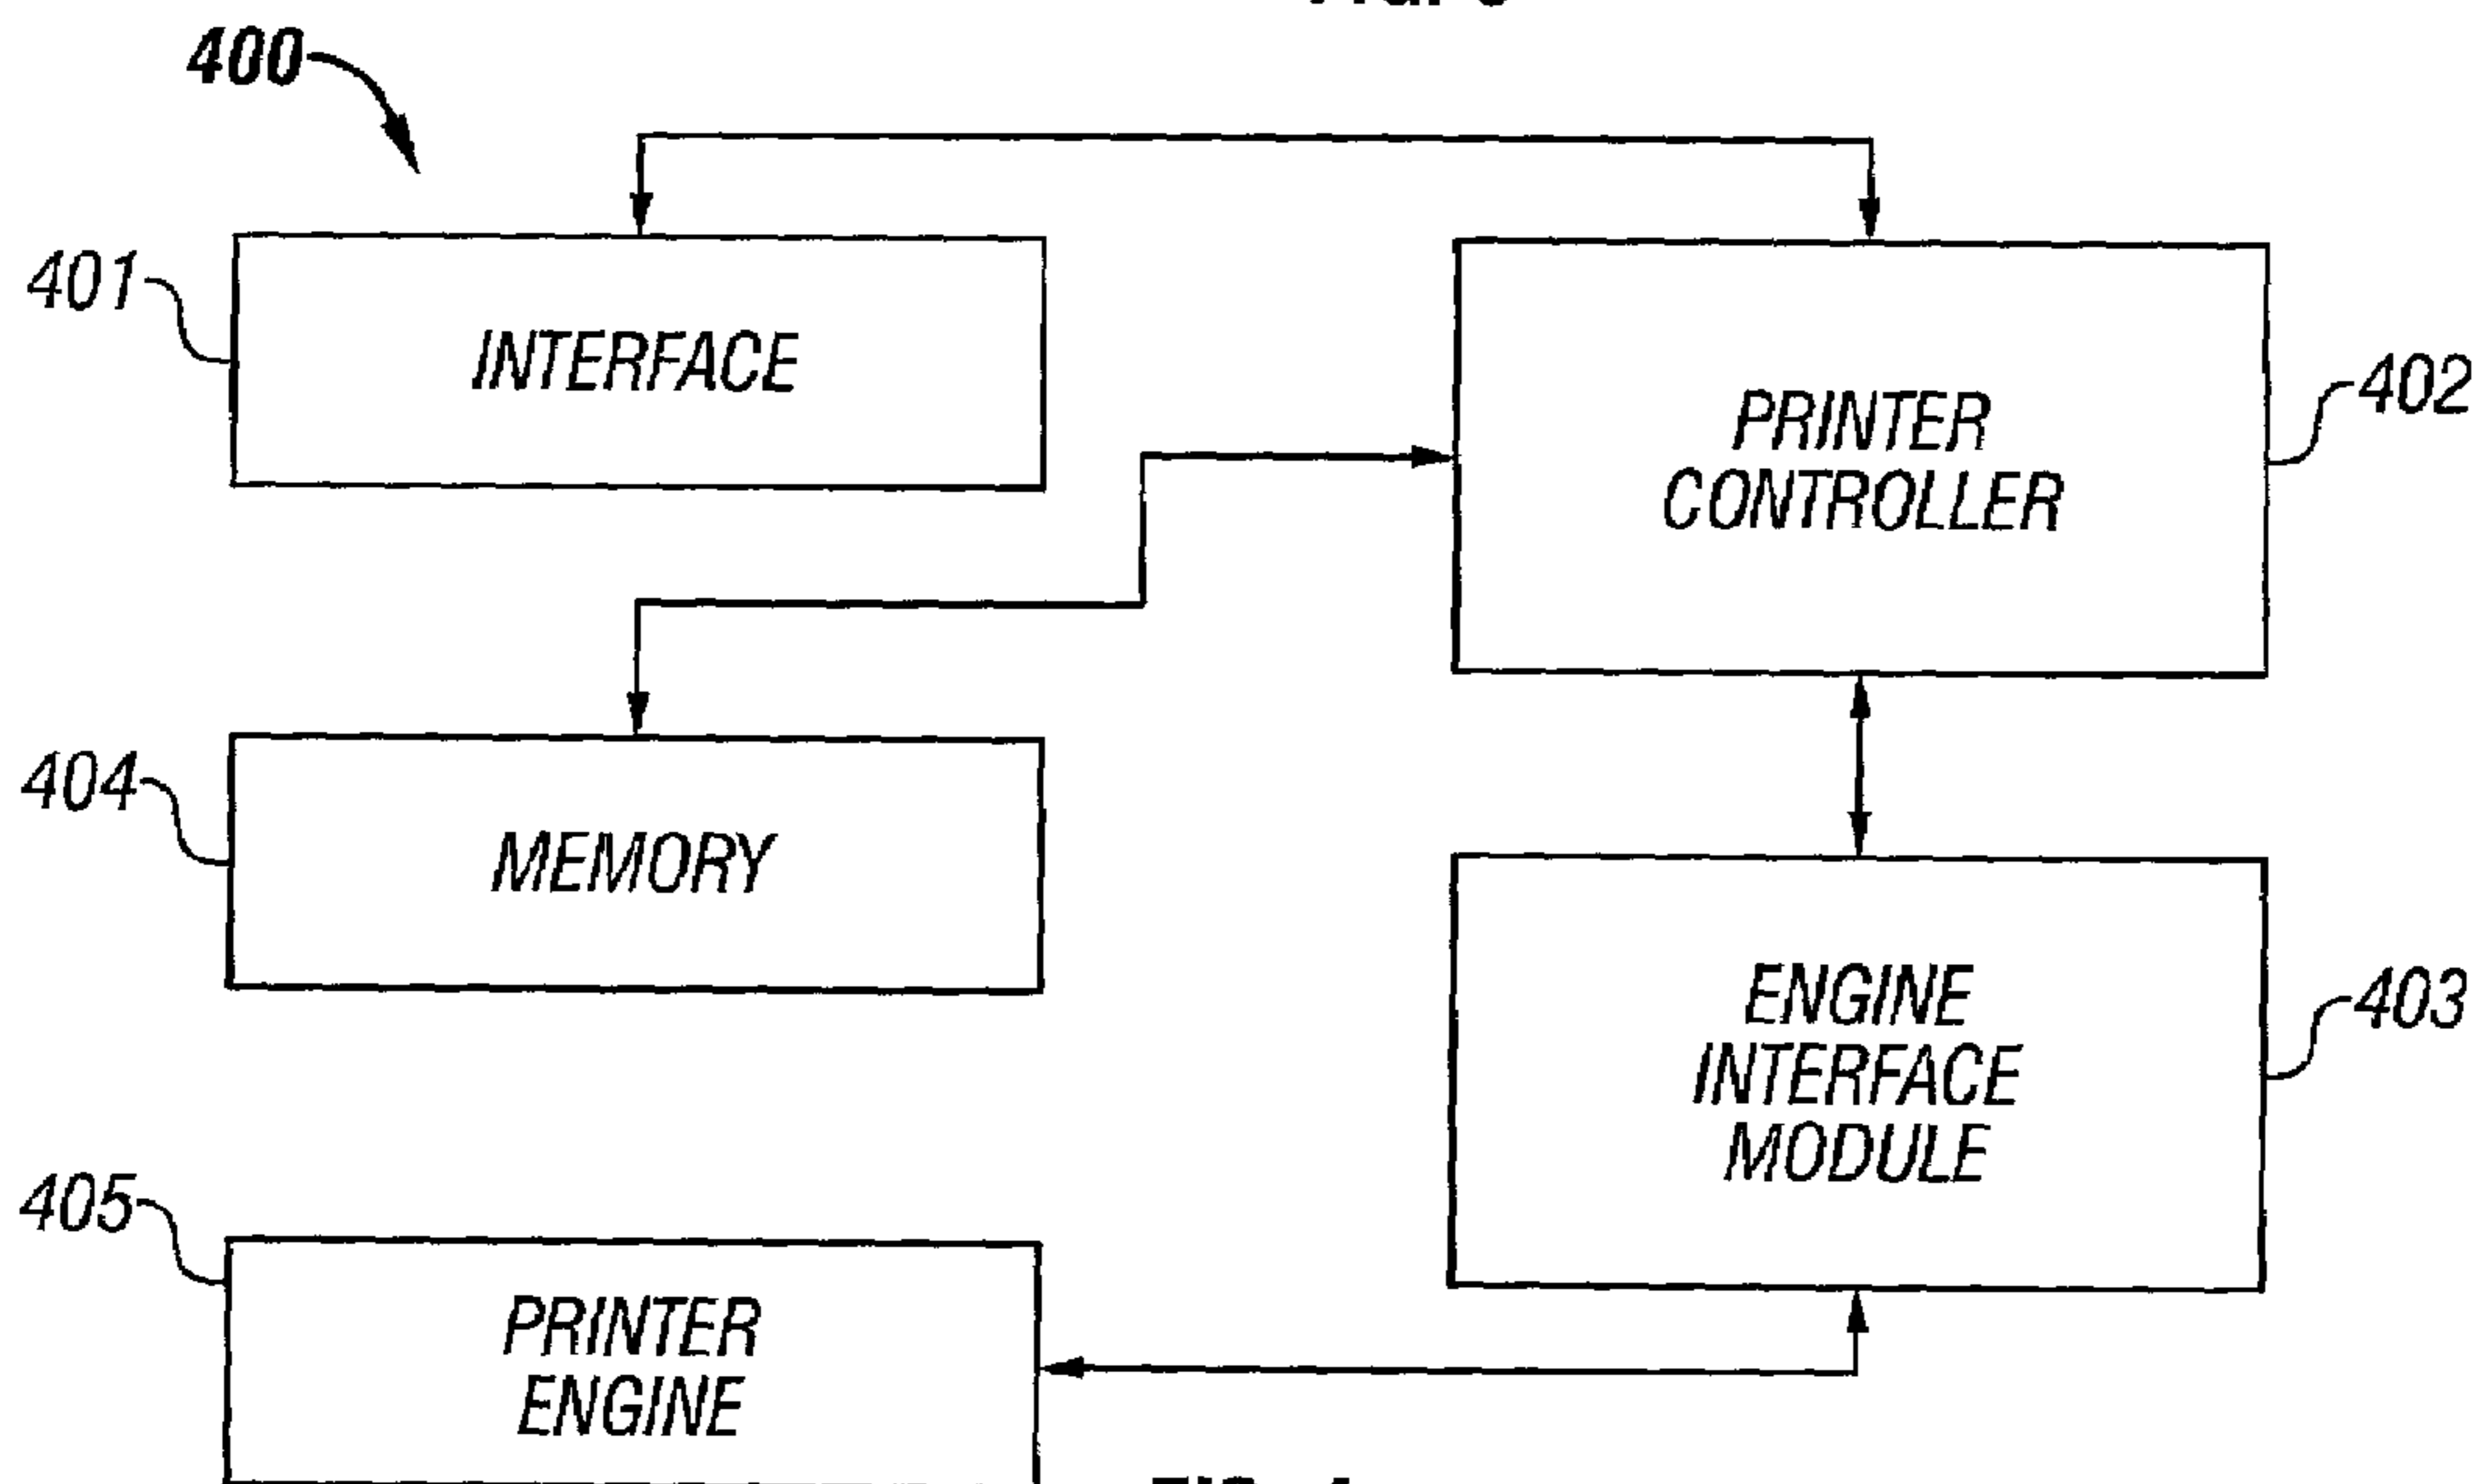 400
401
INTERFACE
PRINTER
CONTROLLER
402
404
MEMORY
ENGINE
INTERFACE
MODULE
403
405
PRINTER
ENGINE